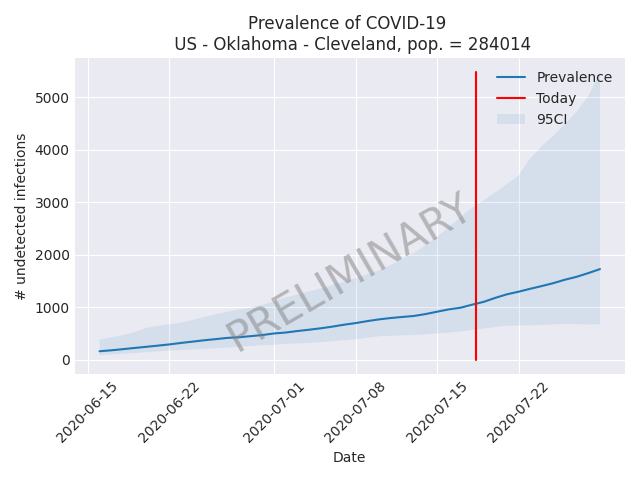 Prevalence of COVID-19
US - Oklahoma - Cleveland, pop. = 284014
Prevalence
Today
95CI
PRELIMINARY
# undetected infections
5000
4000
3000
2000
1000
0
2020-06-15
2020-06-22
2020-07-01
2020-07-08
2020-07-15
2020-07-22
Date